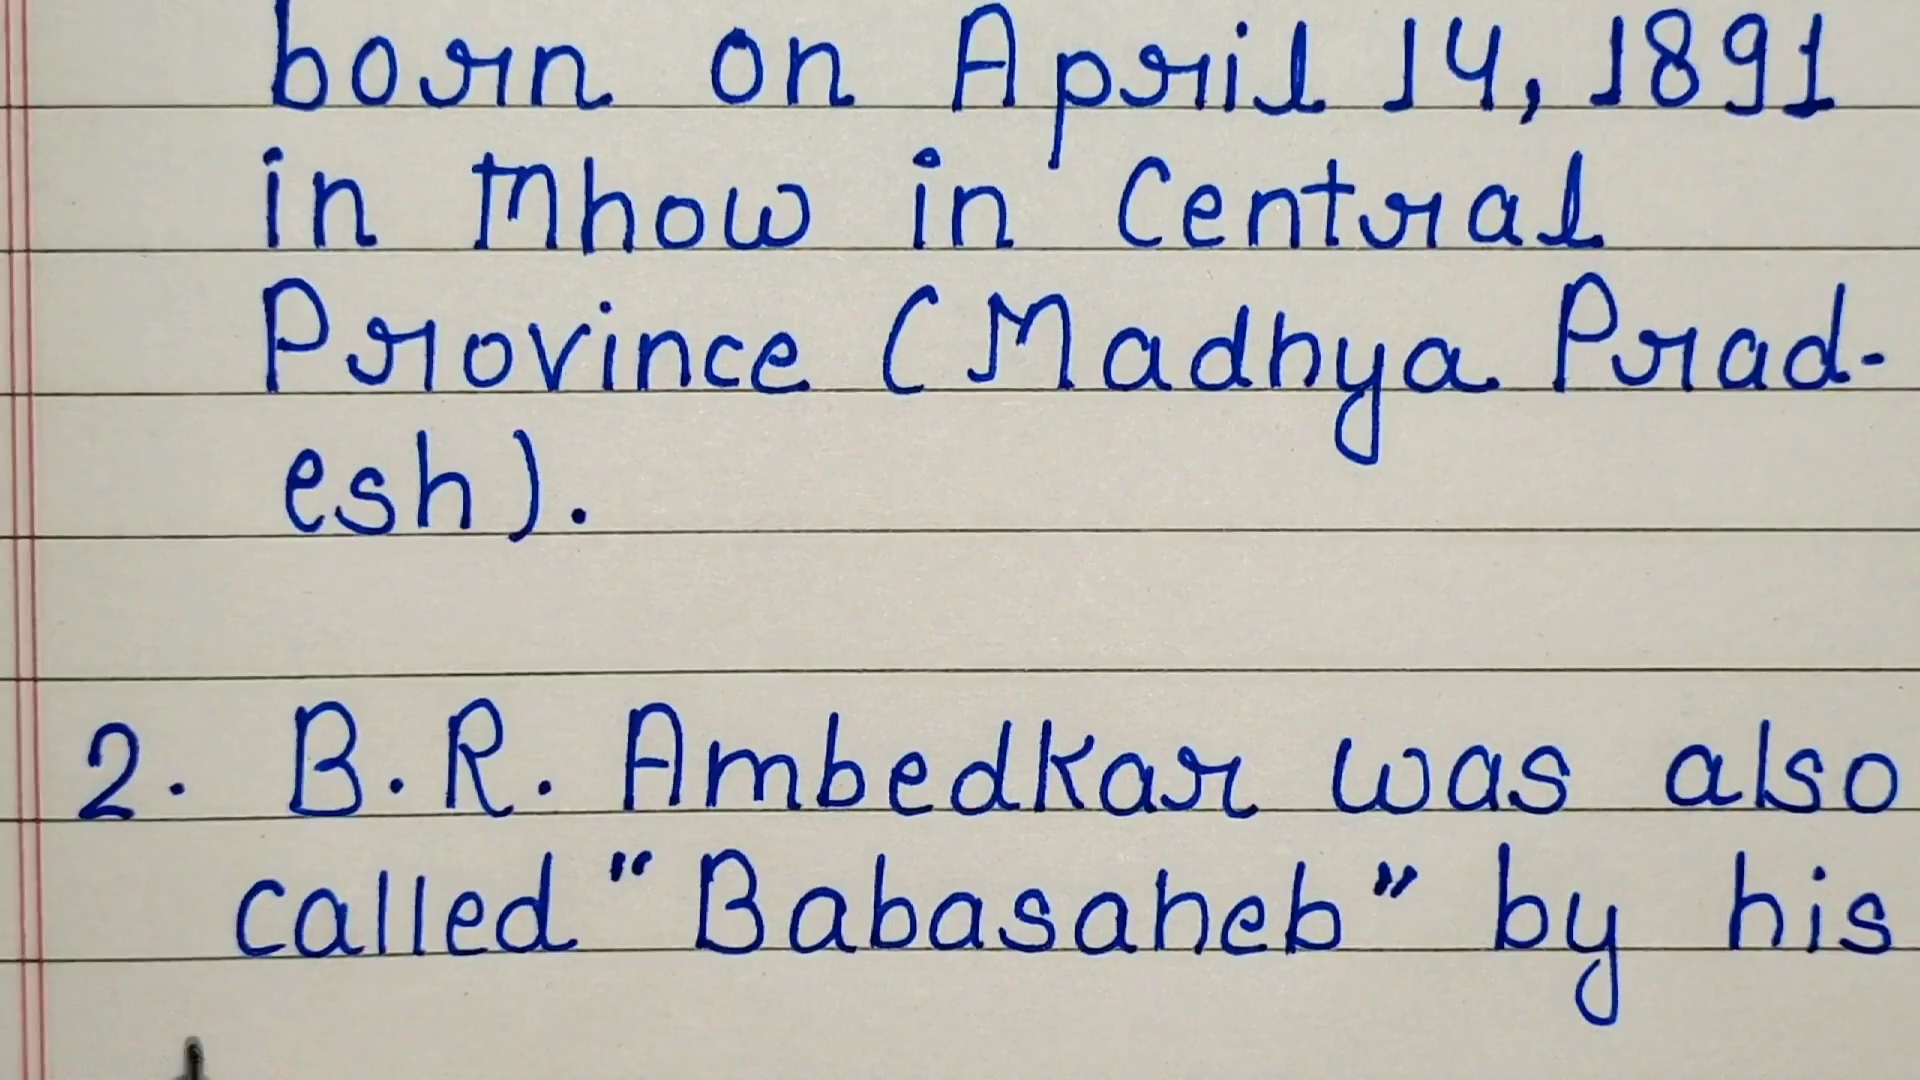 born on April 14, 1891
in Mhow in Central
Province (Madhya Prad-
esh).
2. B.R. Ambedkar was also
called "Babasaheb" by his